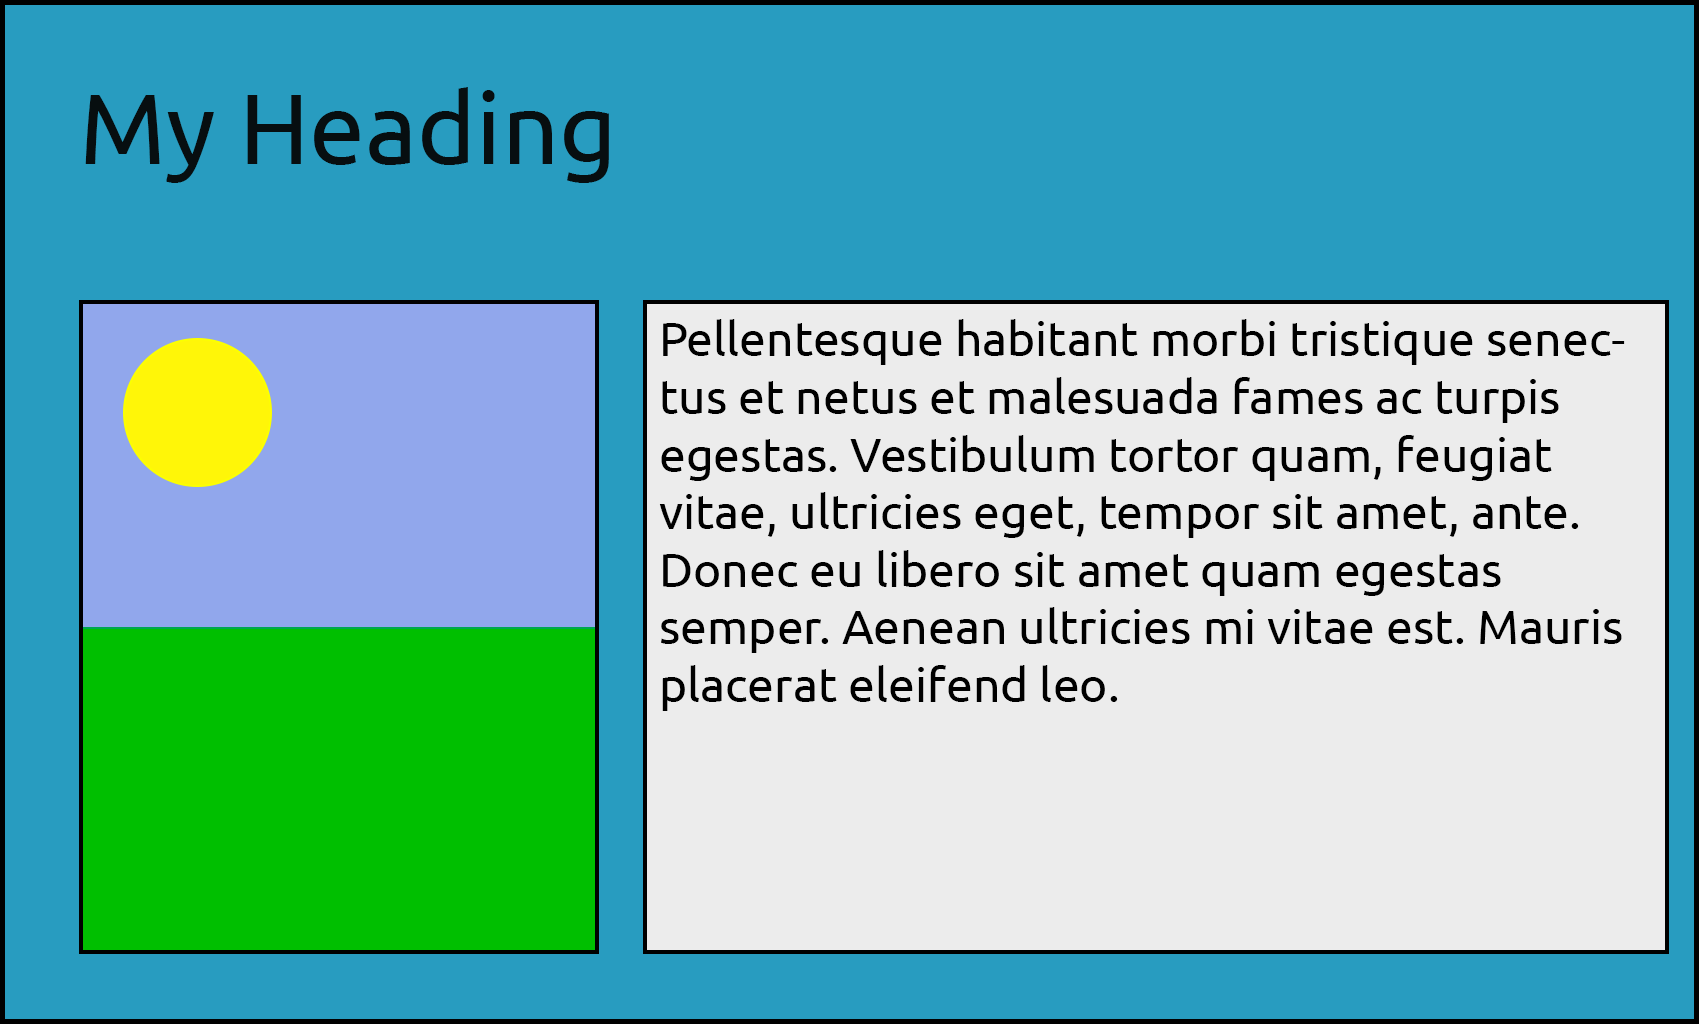 My Heading
Pellentesque habitant morbi tristique senec-
tus et netus et malesuada fames ac turpis
egestas. Vestibulum tortor quam, feugiat
vitae, ultricies eget, tempor sit amet, ante.
Donec eu libero sit amet quam egestas
semper. Aenean ultricies mi vitae est. Mauris
placerat eleifend leo.